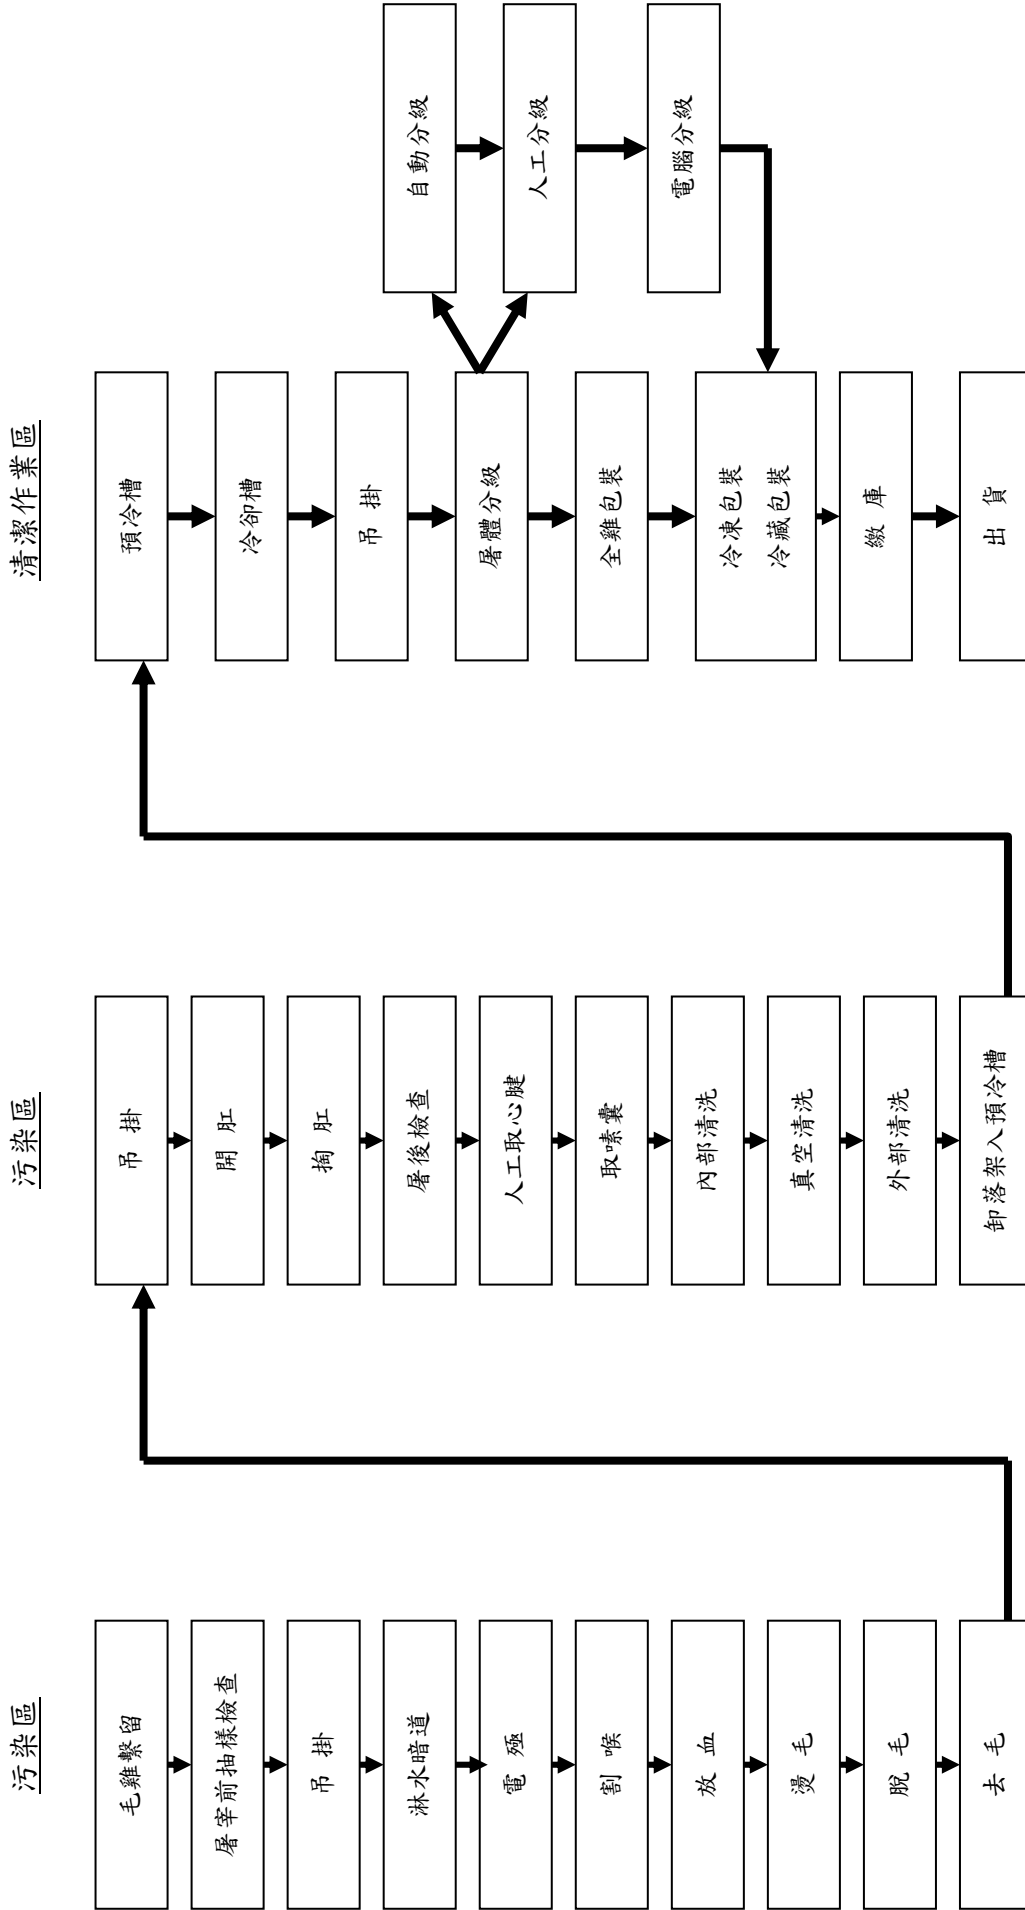 污染區
毛雞繫留
屠宰前抽樣檢查
吊 掛
淋水暗道
電 殛
割 喉
放 血
燙 毛
脫 毛
去 毛
污染區
吊 掛
開 肛
掏 肛
屠後檢查
人工取心腱
取嗉囊
內部清洗
真空清洗
外部清洗
卸落架入預冷槽
清潔作業區
預冷槽
冷卻槽
吊 掛
屠體分級
全雞包裝
冷凍包裝
冷藏包裝
繳 庫
出 貨
自動分級
人工分級
電腦分級